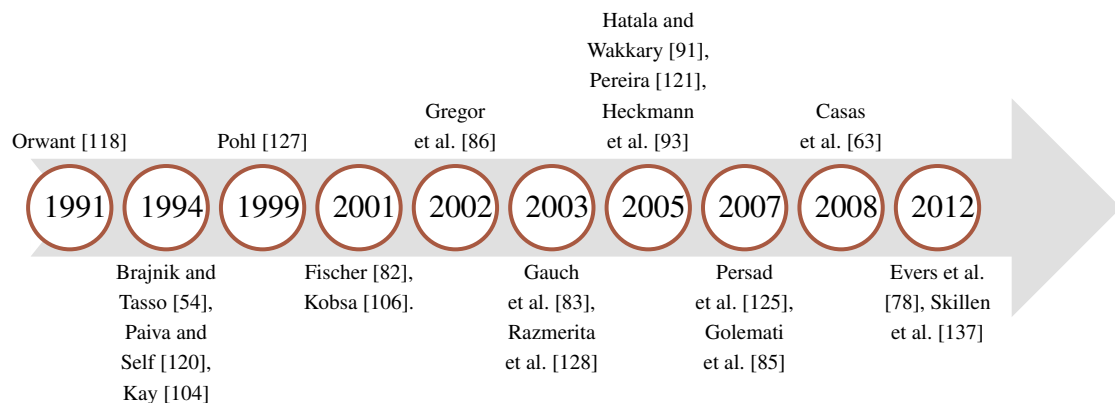 Hatala and
Wakkary [91],
Pereira [121],
Heckmann
et al. [93]
Gregor
et al. [86]
Casas
et al. [63]
Orwant [118]
Pohl [127]
1991
1994
1999
2001
2002
2003
2005
2007
2008
2012
Brajnik and
Tasso [54],
Paiva and
Self [120],
Kay [104]
Fischer [82],
Kobsa [106].
Gauch
et al. [83],
Razmerita
et al. [128]
Persad
et al. [125],
Golemati
et al. [85]
Evers et al.
[78], Skillen
et al. [137]